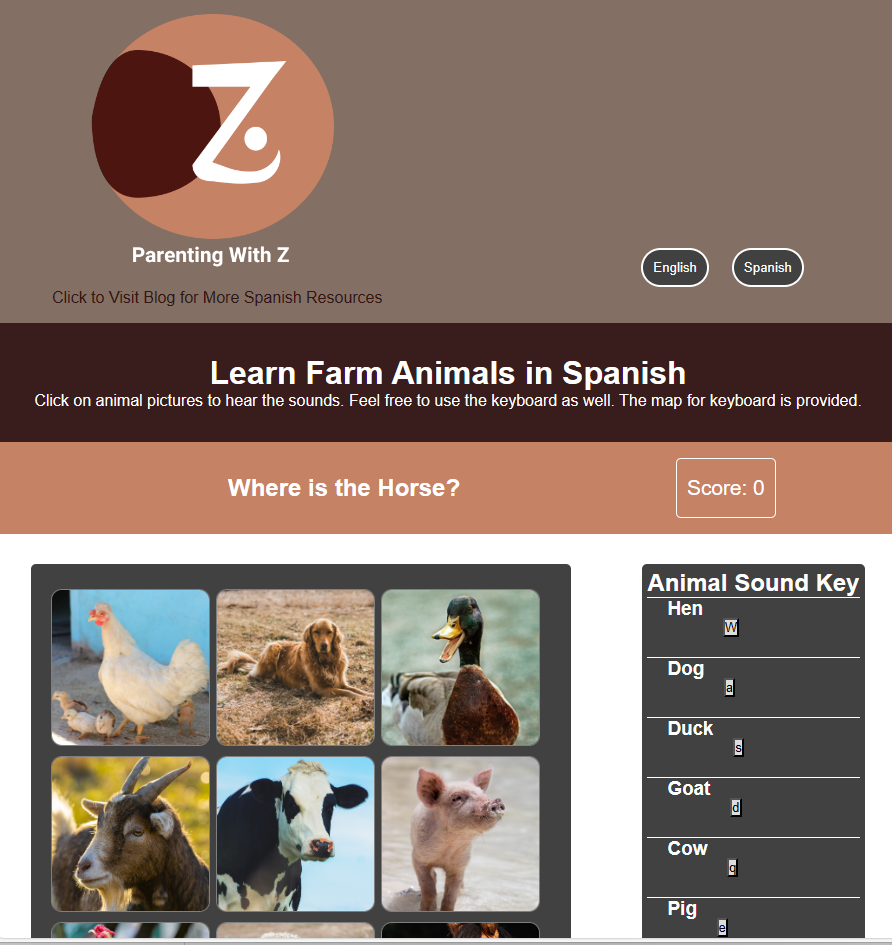 Z
Parenting With Z
Click to Visit Blog for More Spanish Resources
English
Spanish
Learn Farm Animals in Spanish
Click on animal pictures to hear the sounds. Feel free to use the keyboard as well. The map for keyboard is provided.
Where is the Horse?
Score: 0
Animal Sound Key
Hen
W
Dog
a
Duck
s
Goat
d
Cow
q
Pig
e